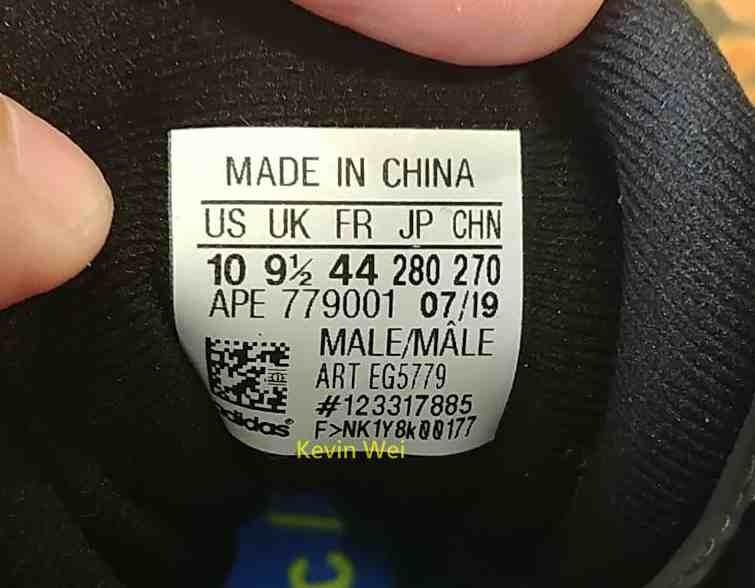 MADE IN CHINA
US UK FR JP CHN
10 9½ 44 280 270
APE 779001 07/19
MALE/MÂLE
ART EG5779
#123317885
adidas® F>NK1Y8k00177
Kevin Wei